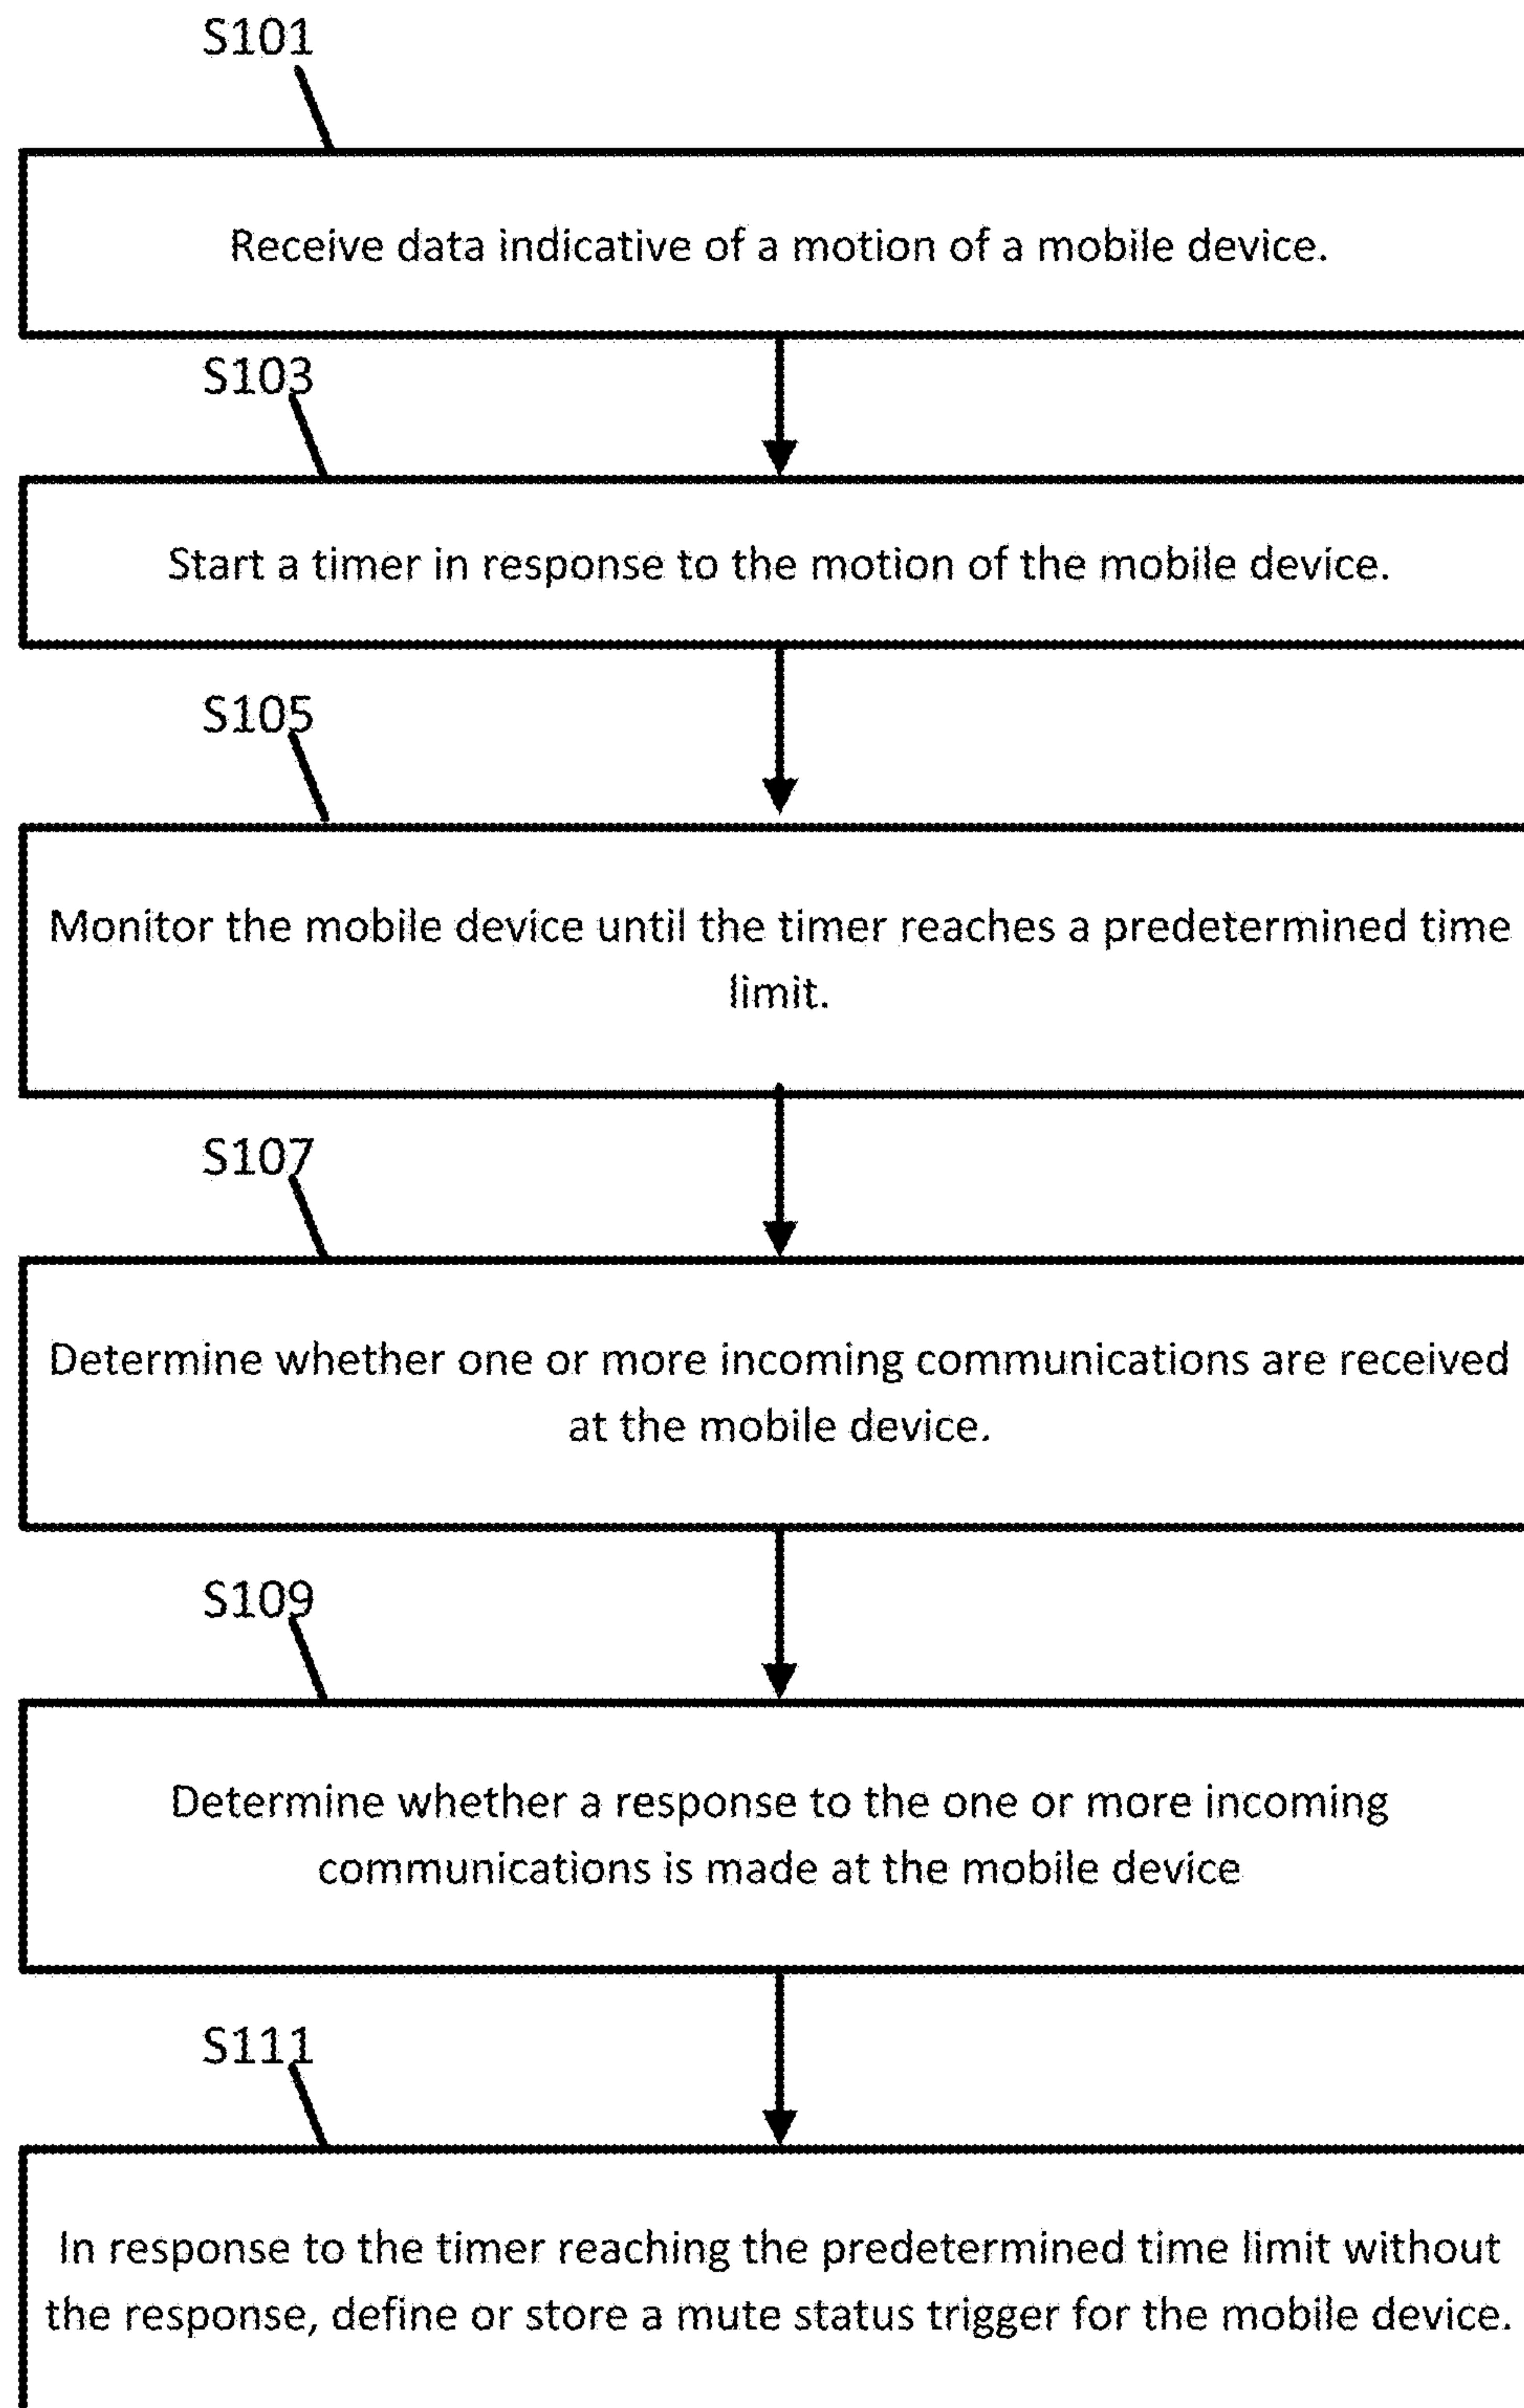 S101
Receive data indicative of a motion of a mobile device.
S103
Start a timer in response to the motion of the mobile device.
S105
Monitor the mobile device until the timer reaches a predetermined time
limit.
S107
Determine whether one or more incoming communications are received
at the mobile device.
S109
Determine whether a response to the one or more incoming
communications is made at the mobile device
S111
In response to the timer reaching the predetermined time limit without
the response, define or store a mute status trigger for the mobile device.